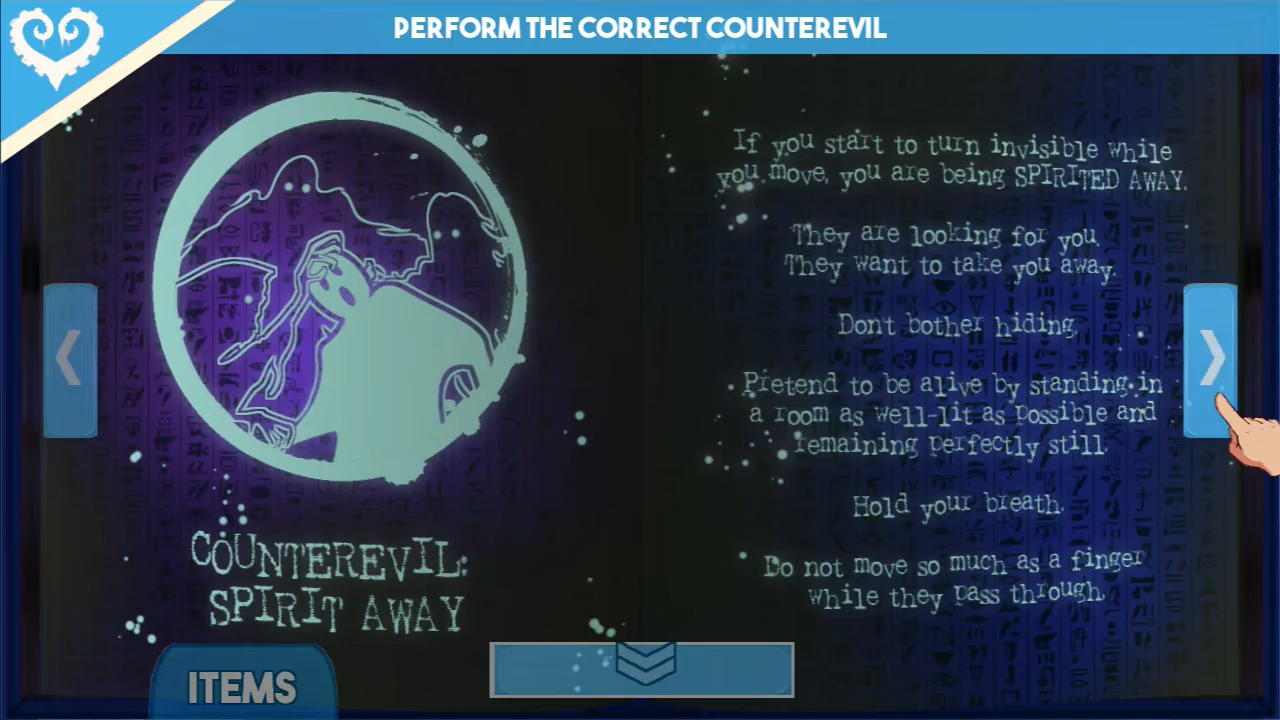 PERFORM THE CORRECT COUNTEREVIL
COUNTEREVIL:
SPIRIT AWAY
If you start to turn invisible while
you move, you are being SPIRITED AWAY.
They are looking for you.
They want to take you away.
Don't bother hiding.
Pretend to be alive by standing in
a room as well-lit as possible and
remaining perfectly still.
Hold your breath.
Do not move so much as a finger
while they pass through.
ITEMS